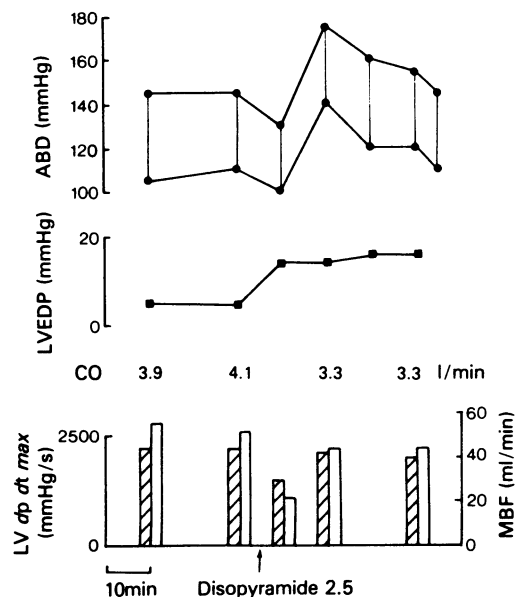 180
160
140
120
100
ABD (mmHg)
20
0
LVEDP (mmHg)
CO 3.9 4.1 3.3 3.3 l/min
2500
0
LV dp dt max
(mmHg/s)
60
40
20
0
MBF (ml/min)
10min
Disopyramide 2.5